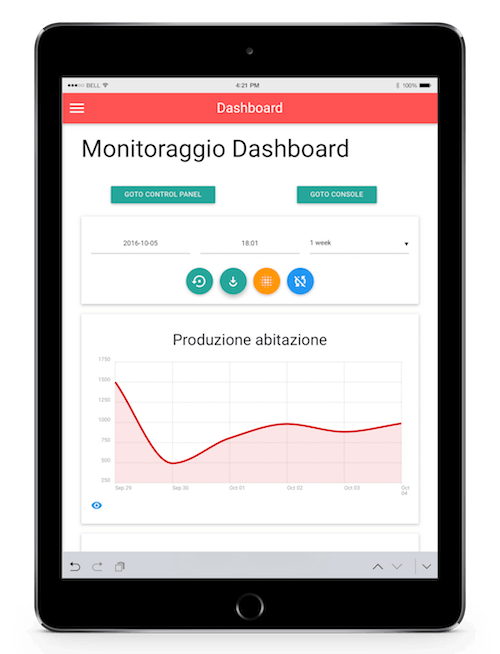 BELL 4:21 PM 100%
Dashboard
Monitoraggio Dashboard
GOTO CONTROL PANEL GOTO CONSOLE
2016-10-05 18:01 1 week
Produzione abitazione
1750
1500
1250
1000
750
500
250
Sep 29 Sep 30 Oct 01 Oct 02 Oct 03 Oct
04